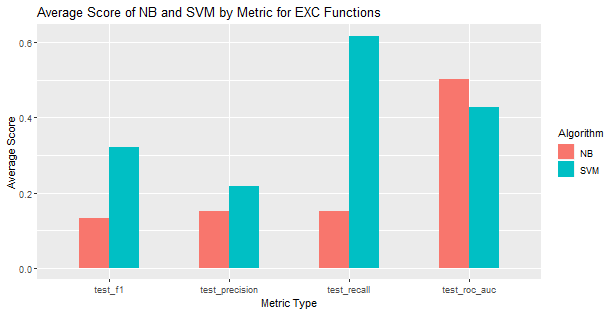 Average Score of NB and SVM by Metric for EXC Functions
Average Score
0.6
0.4
0.2
0.0
test_f1
test_precision
test_recall
test_roc_auc
Metric Type
Algorithm
NB
SVM